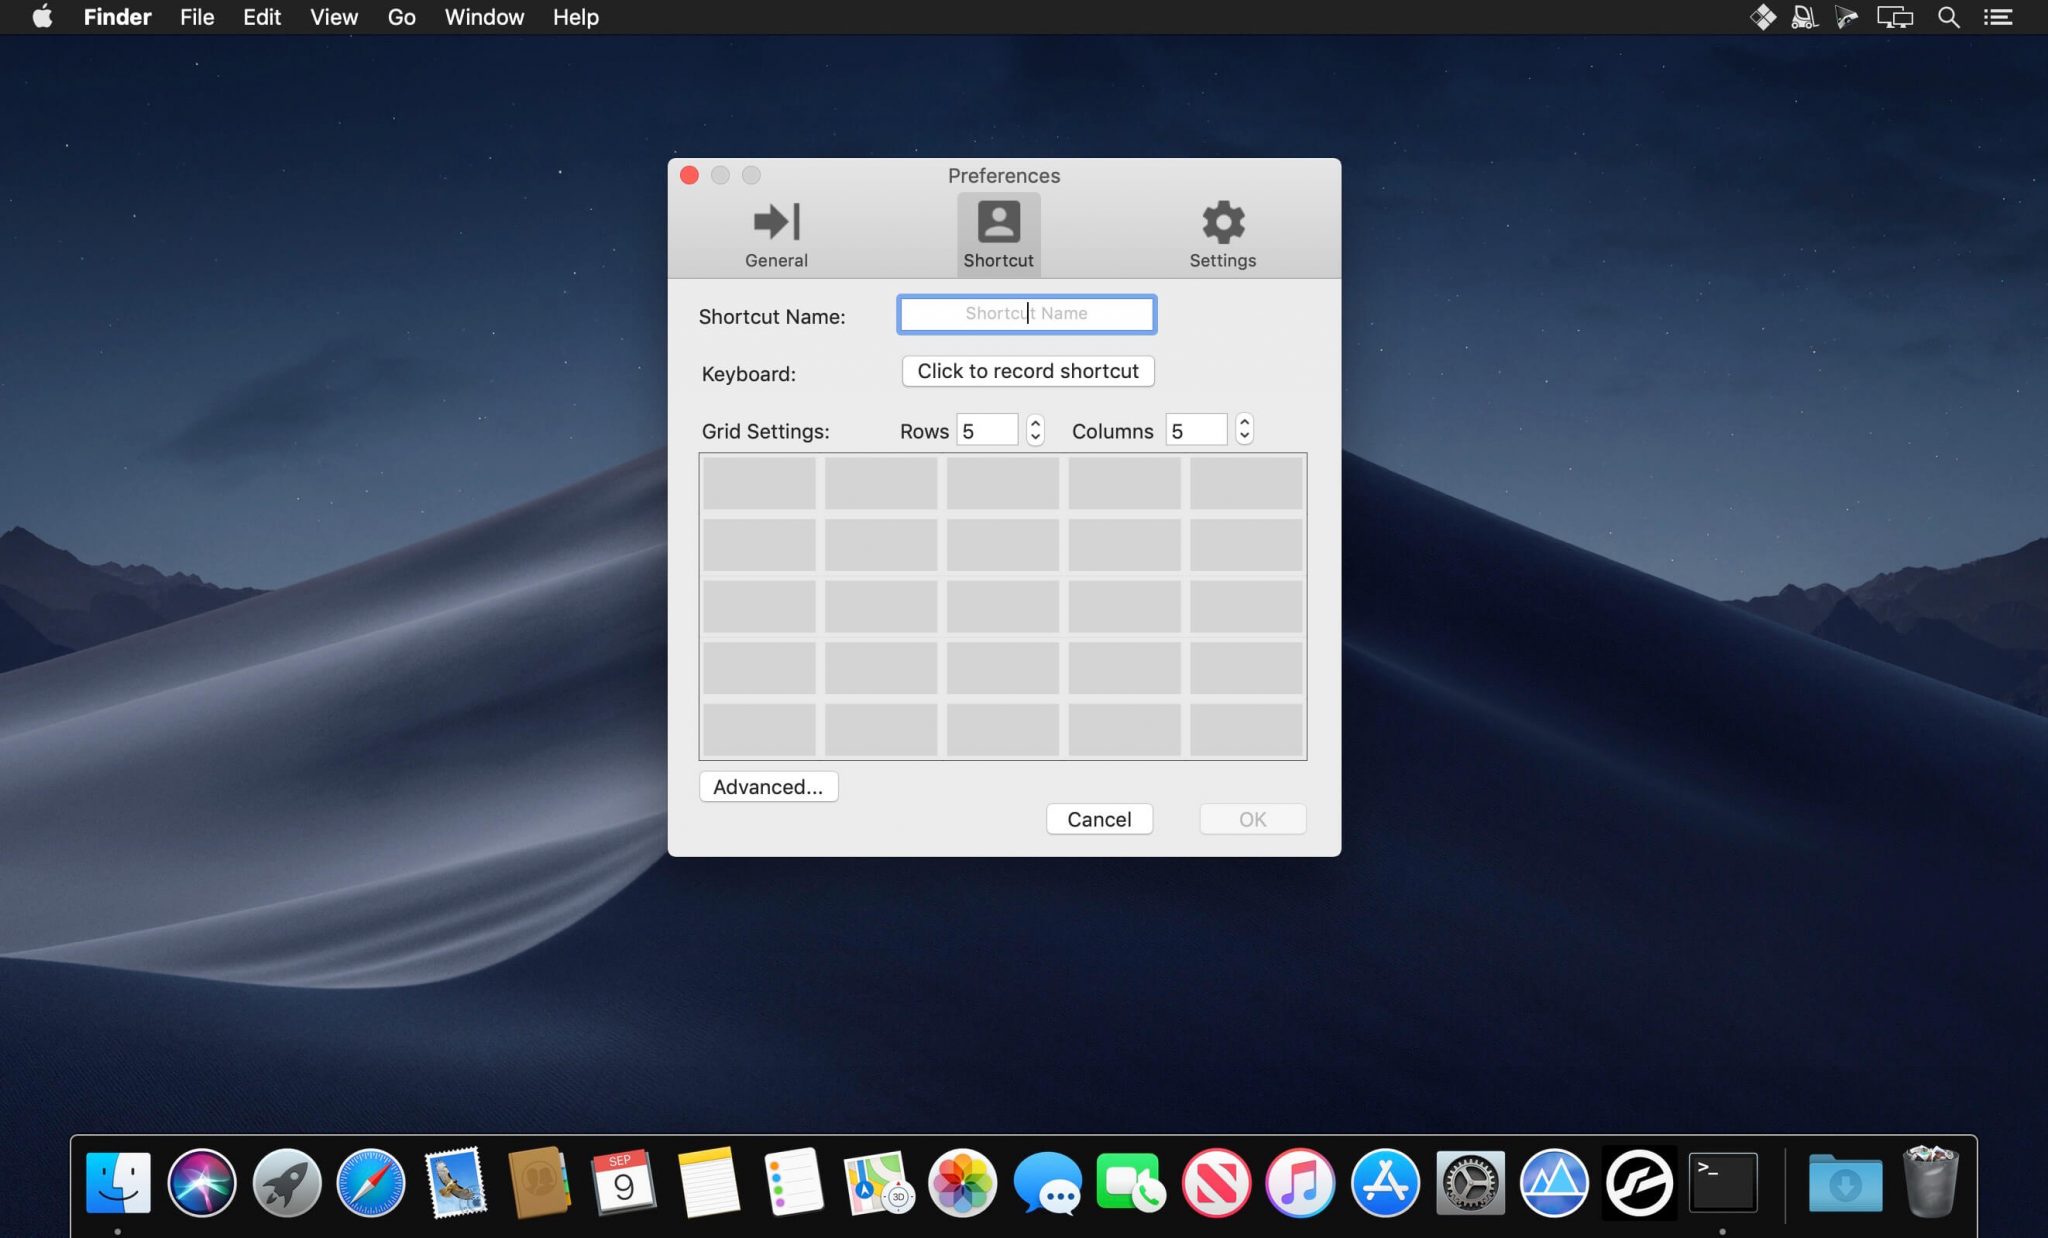 Finder File Edit View Go Window Help
Preferences
General Shortcut Settings
Shortcut Name: Shortcut Name
Keyboard: Click to record shortcut
Grid Settings: Rows 5 Columns 5
Advanced...
Cancel OK
SEP
9
3D
>_